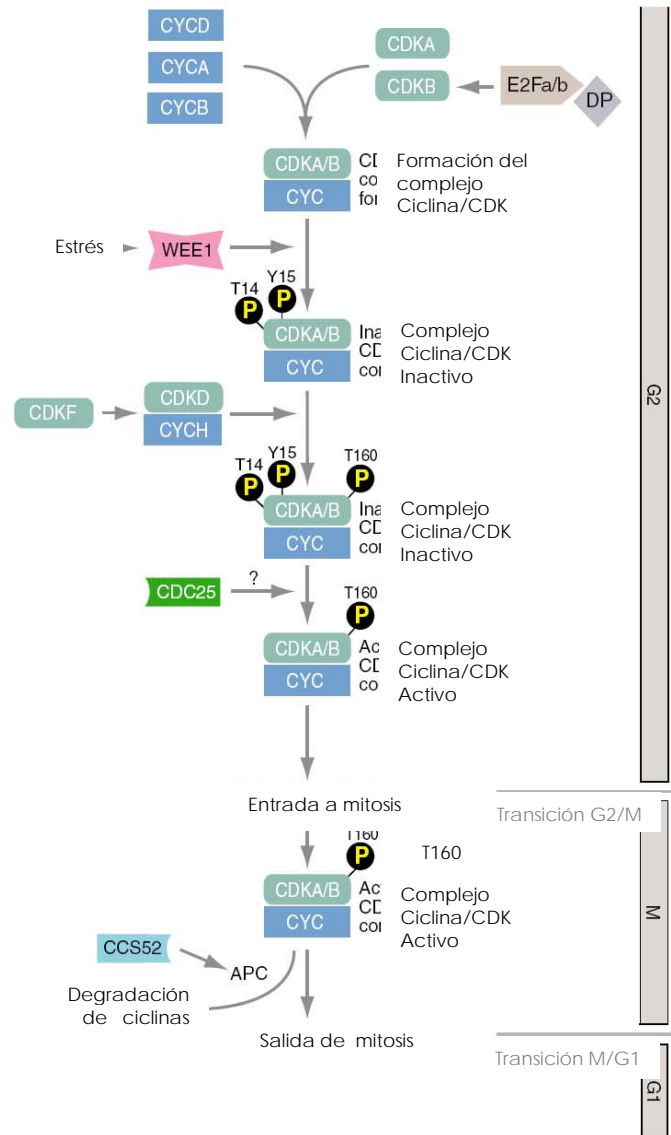 CYCD
CYCA
CYCB
CDKA
CDKB
E2Fa/b
DP
CDKA/B
CYC
Formación del
complejo
Ciclina/CDK
Estrés
WEE1
T14
Y15
P
P
CDKA/B
CYC
Complejo
Ciclina/CDK
Inactivo
CDKF
CDKD
CYCH
T14
Y15
T160
P
P
P
CDKA/B
CYC
Complejo
Ciclina/CDK
Inactivo
CDC25
?
T160
P
CDKA/B
CYC
Complejo
Ciclina/CDK
Activo
G2
Entrada a mitosis
Transición G2/M
T160
P
T160
CDKA/B
CYC
Complejo
Ciclina/CDK
Activo
M
CCS52
APC
Degradación
de ciclinas
Salida de mitosis
Transición M/G1
G1